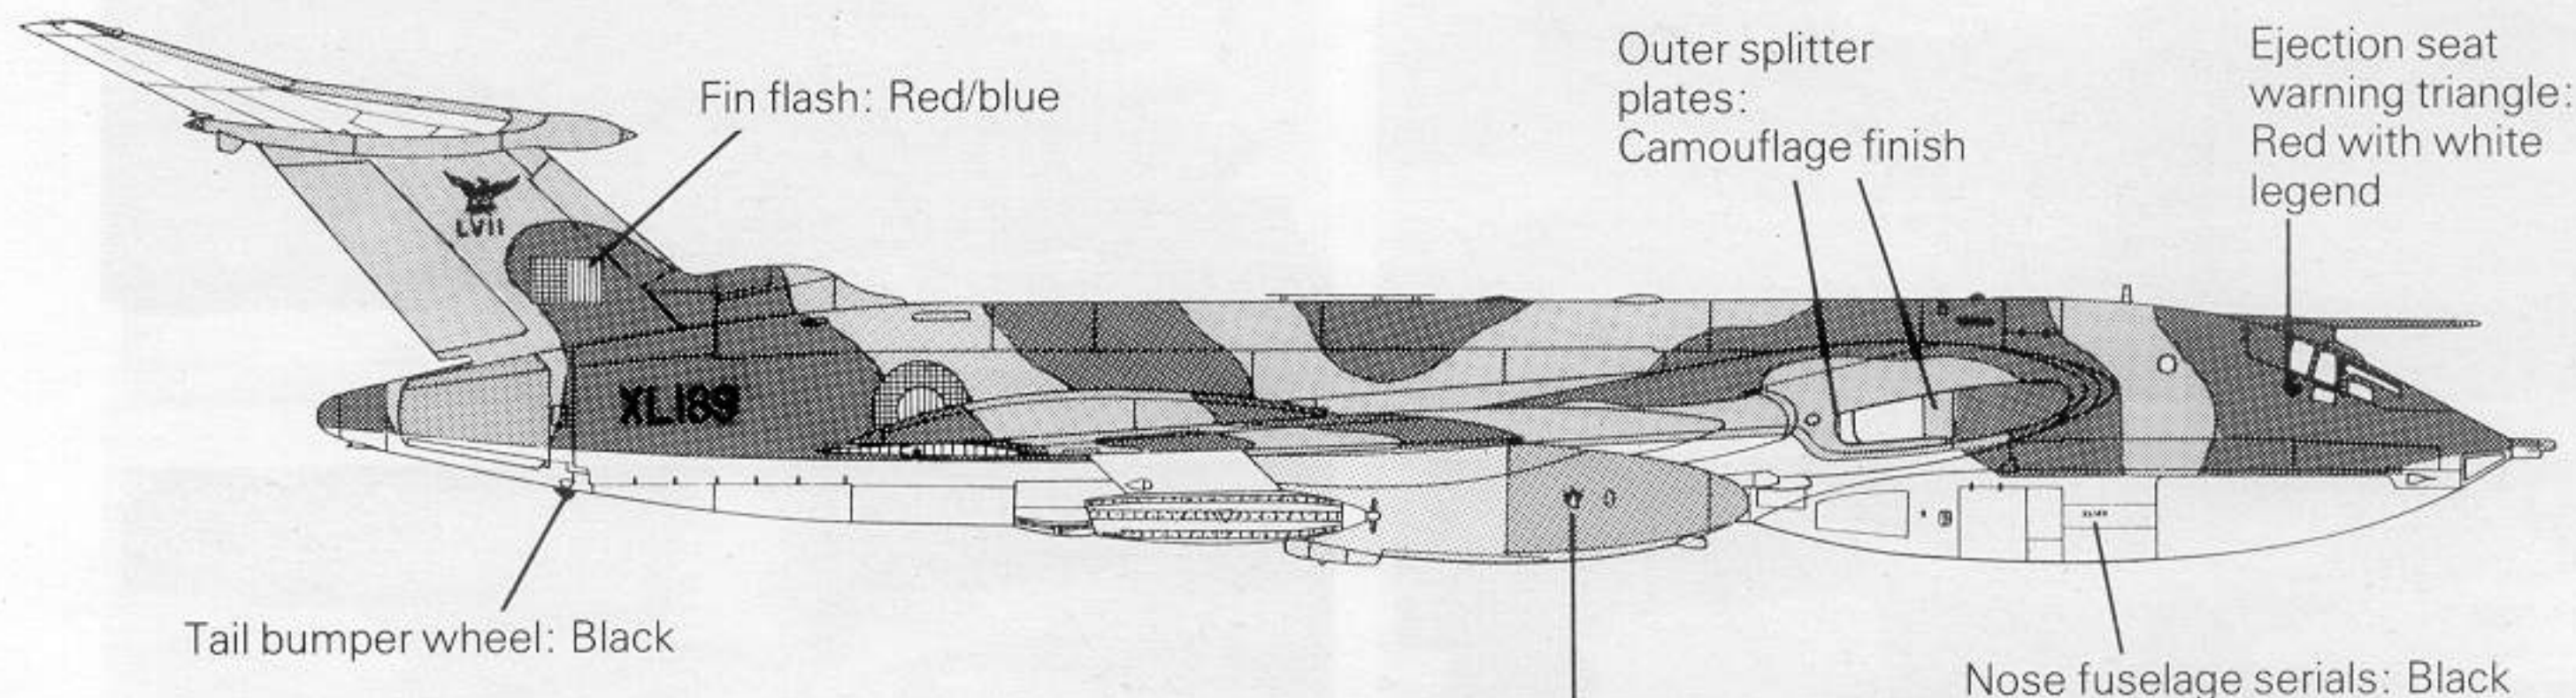 Fin flash: Red/blue
Outer splitter
plates:
Camouflage finish
Ejection seat
warning triangle:
Red with white
legend
LVII
XL189
Tail bumper wheel: Black
Nose fuselage serials: Black